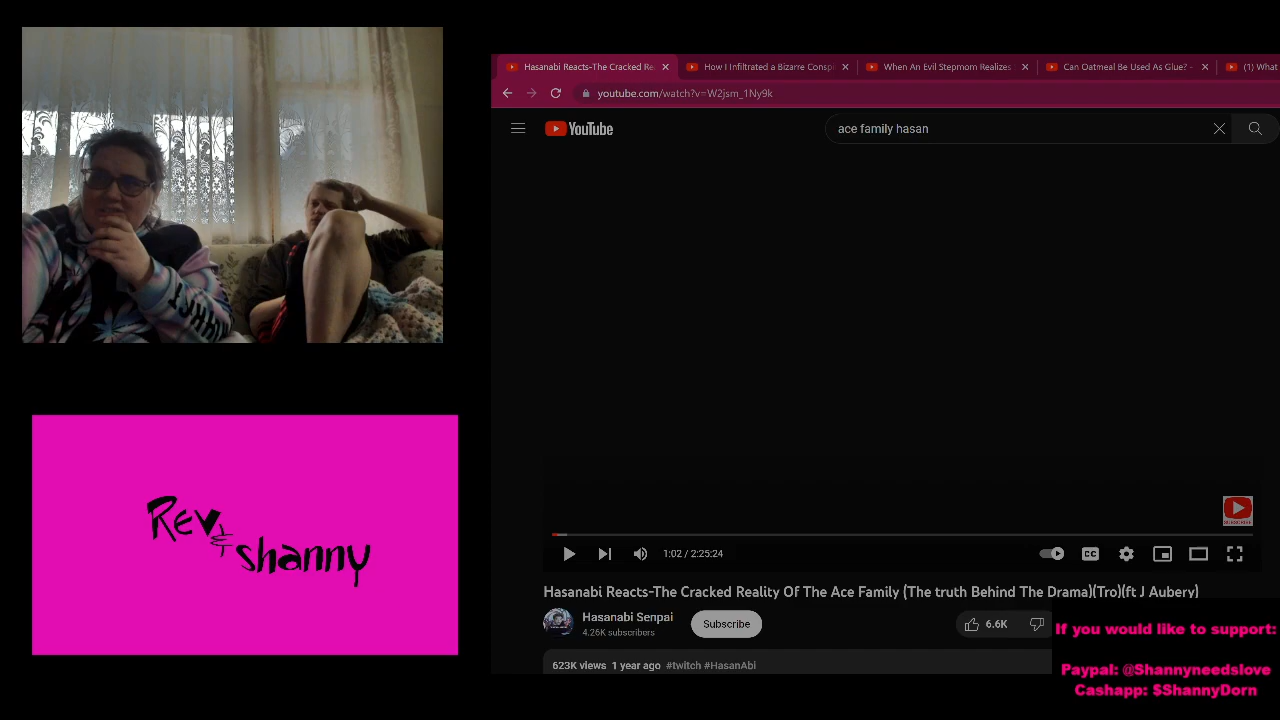 Hasanabi Reacts-The Cracked Re
How I Infiltrated a Bizarre Conspi
When An Evil Stepmom Realizes
Can Oatmeal Be Used As Glue? -
(1) What
youtube.com/watch?v=W2jsm_1Ny9k
YouTube
ace family hasan
SUBSCRIBE
1:02 / 2:25:24
CC
Hasanabi Reacts-The Cracked Reality Of The Ace Family (The truth Behind The Drama)(Tro)(ft J Aubery)
Hasanabi Senpai
4.26K subscribers
Subscribe
6.6K
623K views 1 year ago #twitch #HasanAbi
Rev
&
shanny
If you would like to support:
Paypal: @Shannyneedslove
Cashapp: $ShannyDorn